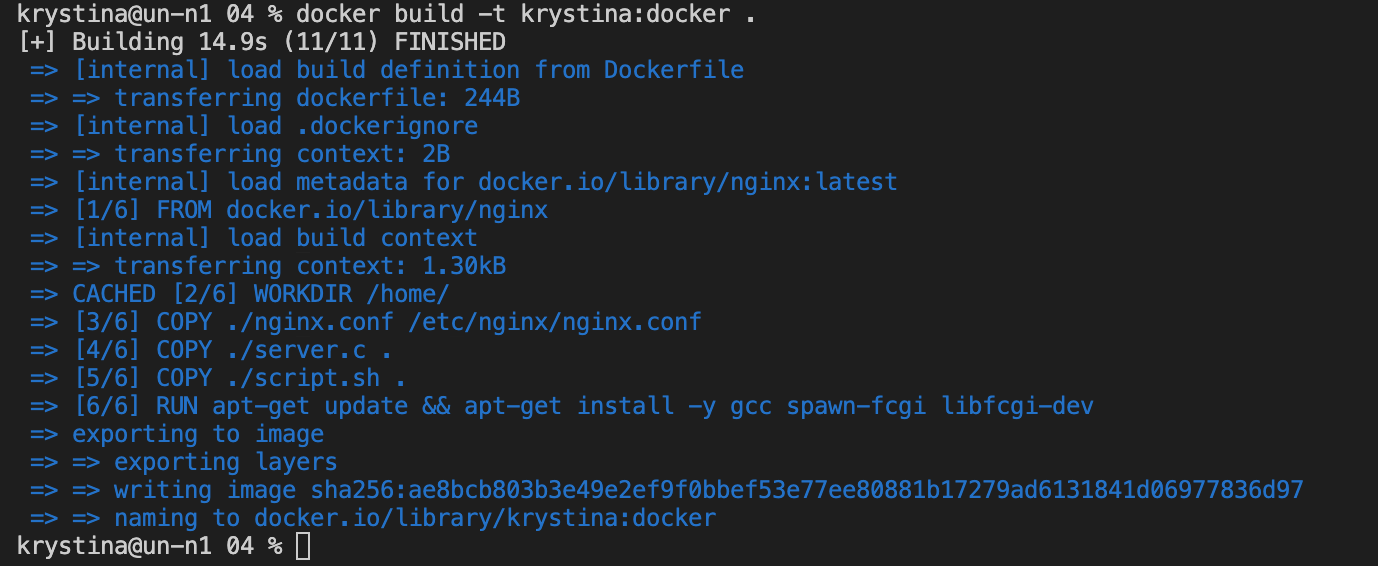 krystina@un-n1 04 % docker build -t krystina:docker .
[+] Building 14.9s (11/11) FINISHED
=> [internal] load build definition from Dockerfile
=> => transferring dockerfile: 244B
=> [internal] load .dockerignore
=> => transferring context: 2B
=> [internal] load metadata for docker.io/library/nginx:latest
=> [1/6] FROM docker.io/library/nginx
=> [internal] load build context
=> => transferring context: 1.30kB
=> CACHED [2/6] WORKDIR /home/
=> [3/6] COPY ./nginx.conf /etc/nginx/nginx.conf
=> [4/6] COPY ./server.c .
=> [5/6] COPY ./script.sh .
=> [6/6] RUN apt-get update && apt-get install -y gcc spawn-fcgi libfcgi-dev
=> exporting to image
=> => exporting layers
=> => writing image sha256:ae8bcb803b3e49e2ef9f0bbef53e77ee80881b17279ad6131841d06977836d97
=> => naming to docker.io/library/krystina:docker
krystina@un-n1 04 %